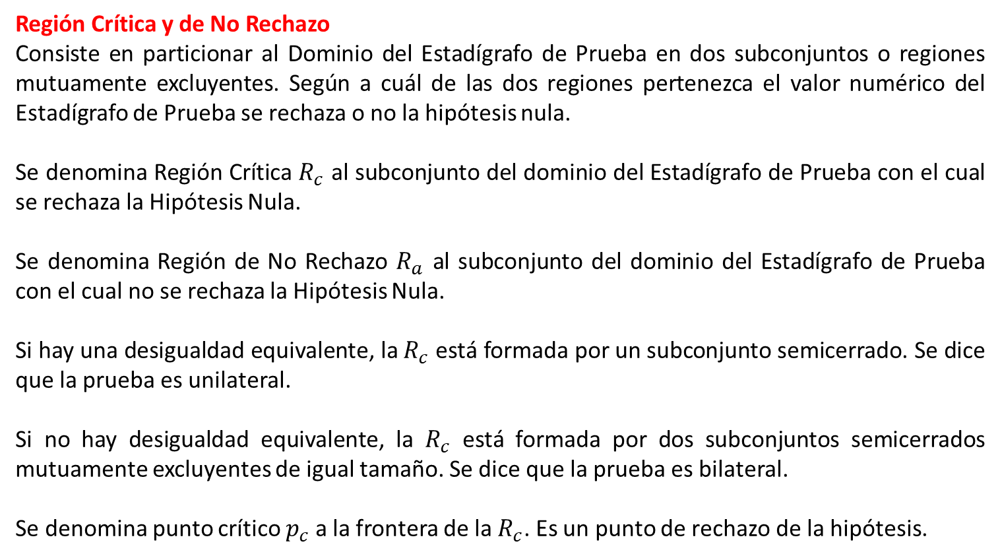 Región Crítica y de No Rechazo
Consiste en particionar al Dominio del Estadígrafo de Prueba en dos subconjuntos o regiones
mutuamente excluyentes. Según a cuál de las dos regiones pertenezca el valor numérico del
Estadígrafo de Prueba se rechaza o no la hipótesis nula.
Se denomina Región Crítica R_c al subconjunto del dominio del Estadígrafo de Prueba con el cual
se rechaza la Hipótesis Nula.
Se denomina Región de No Rechazo R_a al subconjunto del dominio del Estadígrafo de Prueba
con el cual no se rechaza la Hipótesis Nula.
Si hay una desigualdad equivalente, la R_c está formada por un subconjunto semicerrado. Se dice
que la prueba es unilateral.
Si no hay desigualdad equivalente, la R_c está formada por dos subconjuntos semicerrados
mutuamente excluyentes de igual tamaño. Se dice que la prueba es bilateral.
Se denomina punto crítico p_c a la frontera de la R_c. Es un punto de rechazo de la hipótesis.